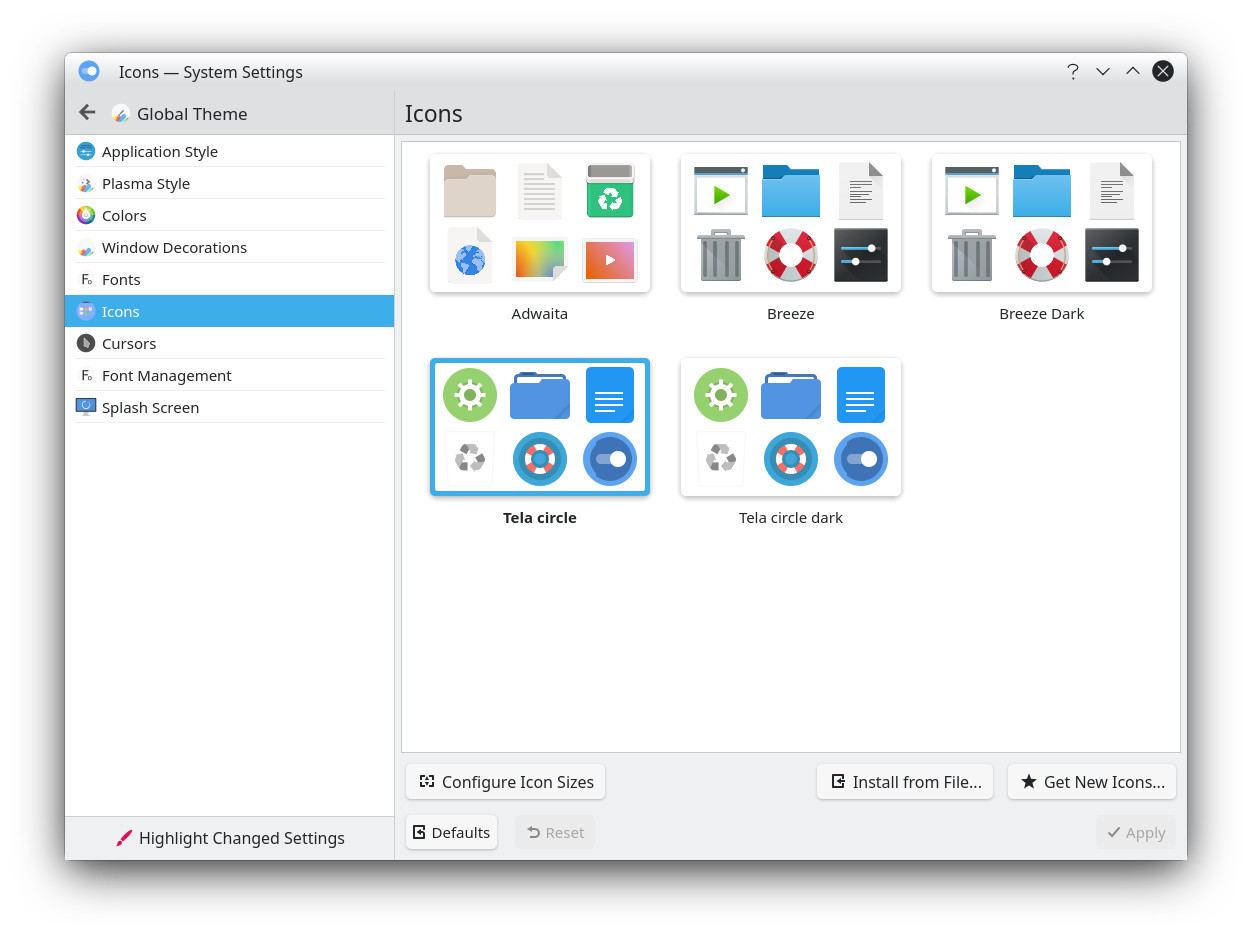 Icons — System Settings
Global Theme
Icons
Application Style
Plasma Style
Colors
Window Decorations
Fonts
Icons
Cursors
Font Management
Splash Screen
Adwaita
Breeze
Breeze Dark
Tela circle
Tela circle dark
Configure Icon Sizes
Install from File...
Get New Icons...
Highlight Changed Settings
Defaults
Reset
Apply